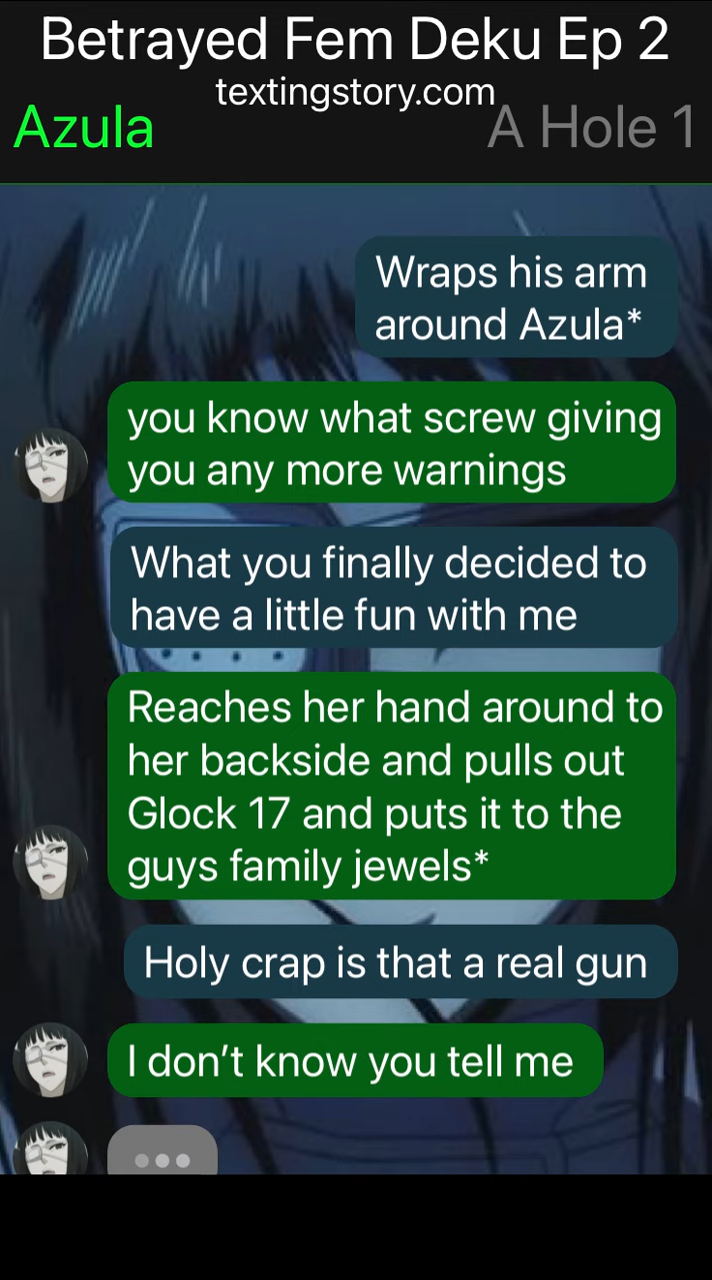 Betrayed Fem Deku Ep 2
textingstory.com
Azula
A Hole 1
Wraps his arm
around Azula*
you know what screw giving
you any more warnings
What you finally decided to
have a little fun with me
Reaches her hand around to
her backside and pulls out
Glock 17 and puts it to the
guys family jewels*
Holy crap is that a real gun
I don’t know you tell me